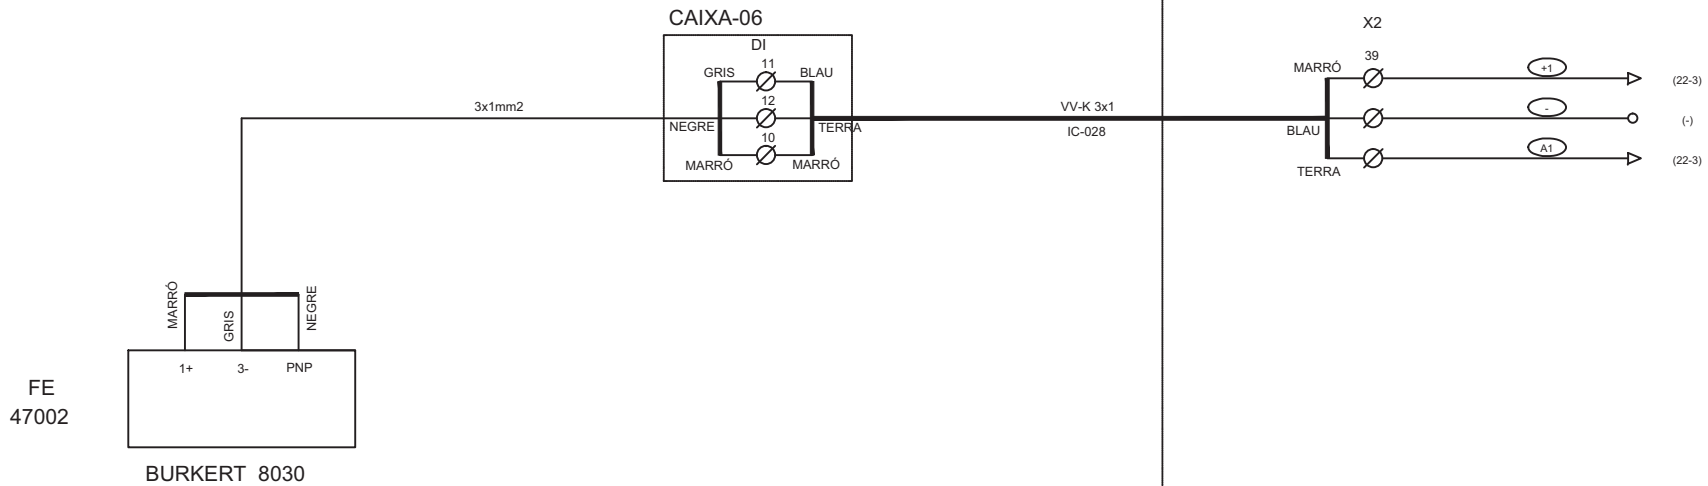 CAIXA-06
X2
DI
11
39
GRIS
BLAU
MARRÓ
+1
(22-3)
3x1mm2
12
VV-K 3x1
-
(-)
NEGRE
TERRA
IC-028
BLAU
10
A1
MARRÓ
MARRÓ
TERRA
(22-3)
MARRÓ
GRIS
NEGRE
1+
3-
PNP
FE
47002
BURKERT 8030